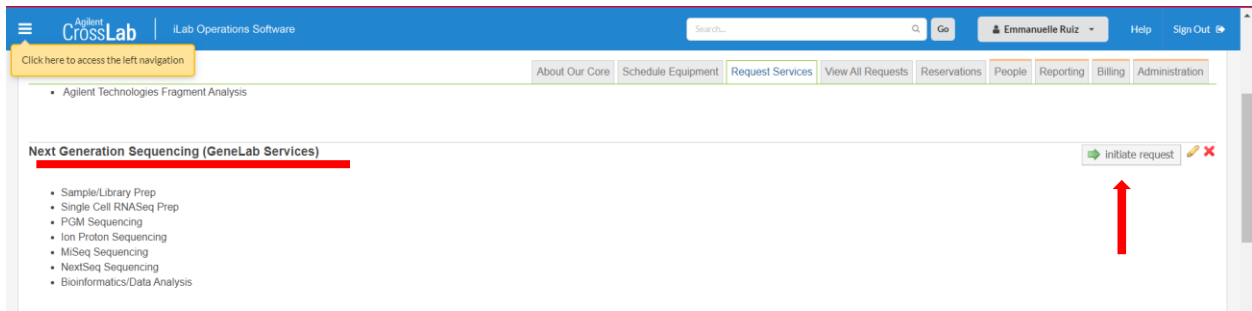 Agilent
CrossLab
iLab Operations Software
Search...
Go
Emmanuelle Ruiz
Help
Sign Out
Click here to access the left navigation
About Our Core
Schedule Equipment
Request Services
View All Requests
Reservations
People
Reporting
Billing
Administration
• Agilent Technologies Fragment Analysis
Next Generation Sequencing (GeneLab Services)
initiate request
• Sample/Library Prep
• Single Cell RNASeq Prep
• PGM Sequencing
• Ion Proton Sequencing
• MiSeq Sequencing
• NextSeq Sequencing
• Bioinformatics/Data Analysis